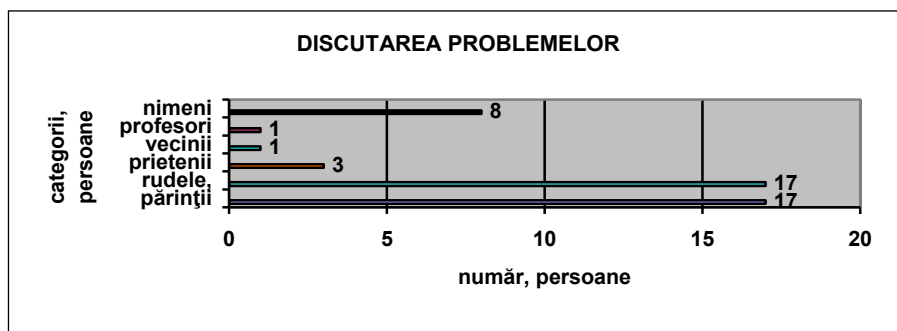 DISCUTAREA PROBLEMELOR
categorii,
persoane
nimeni
8
profesori
1
vecinii
1
prietenii
3
rudele,
17
părinţii
17
0 5 10 15 20
număr, persoane